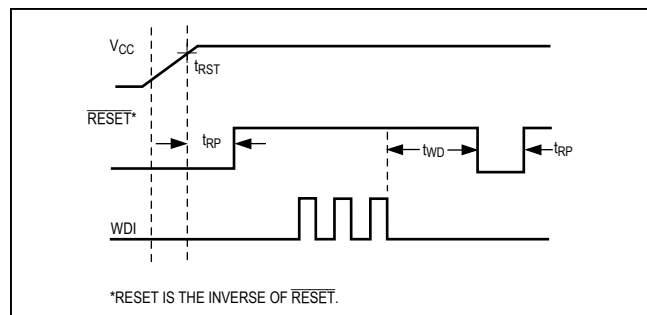 VCC
tRST
RESET*
tRP
tWD
tRP
WDI
*RESET IS THE INVERSE OF RESET.